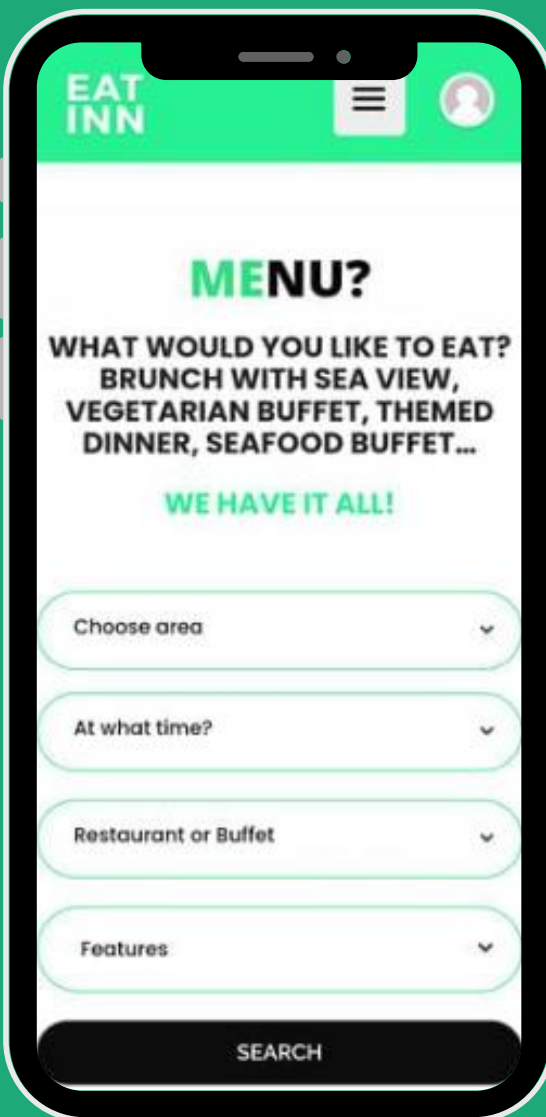 EAT
INN
MENU?
WHAT WOULD YOU LIKE TO EAT?
BRUNCH WITH SEA VIEW,
VEGETARIAN BUFFET, THEMED
DINNER, SEAFOOD BUFFET...
WE HAVE IT ALL!
Choose area
At what time?
Restaurant or Buffet
Features
SEARCH